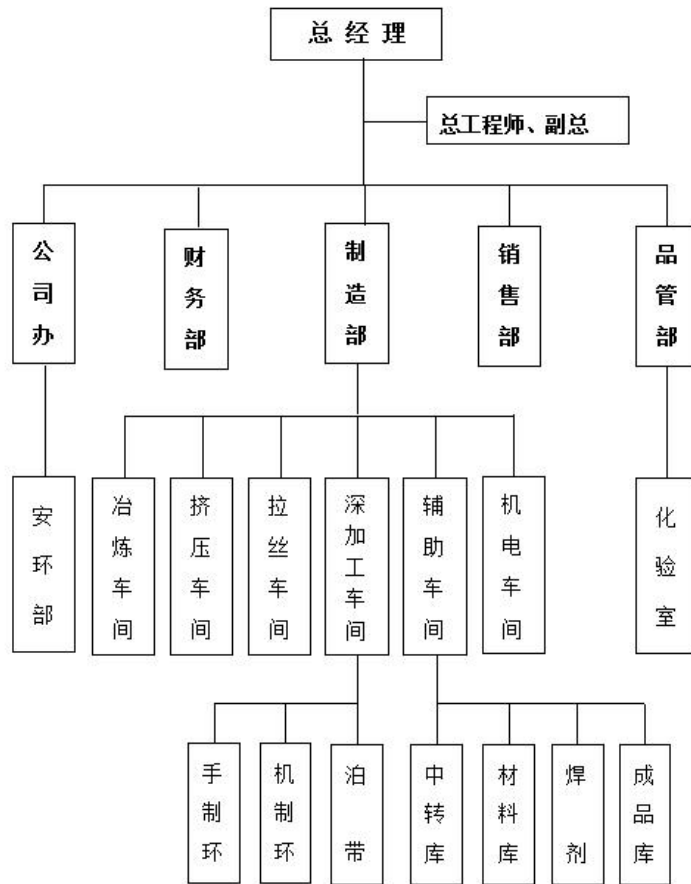 总经理
总工程师、副总
公司办
财务部
制造部
销售部
品管部
安环部
冶炼车间
挤压车间
拉丝车间
深加工车间
辅助车间
机电车间
化验室
手制环
机制环
泊带
中转库
材料库
焊剂
成品库